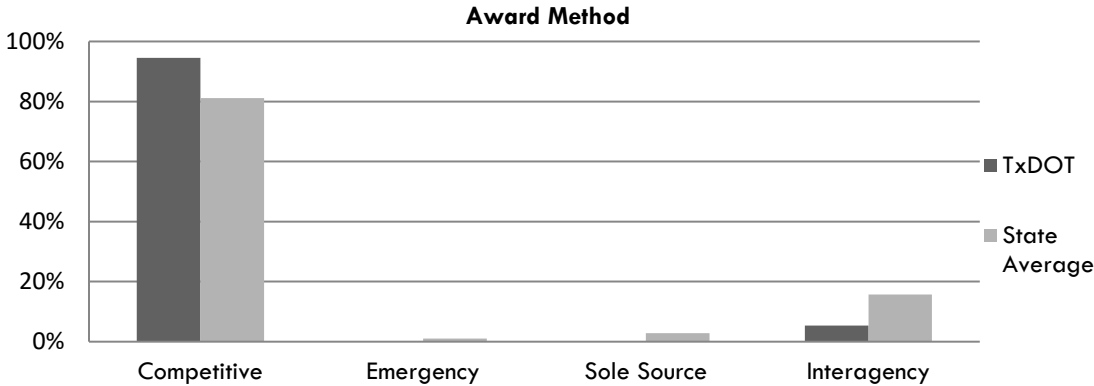 Award Method
100%
80%
60%
40%
20%
0%
Competitive
Emergency
Sole Source
Interagency
TxDOT
State
Average